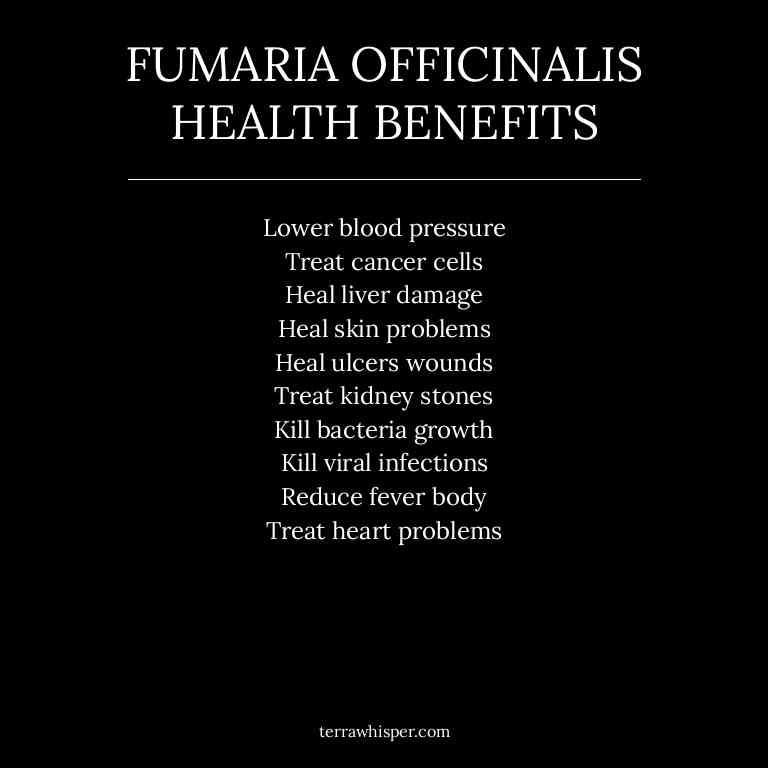 FUMARIA OFFICINALIS
HEALTH BENEFITS
Lower blood pressure
Treat cancer cells
Heal liver damage
Heal skin problems
Heal ulcers wounds
Treat kidney stones
Kill bacteria growth
Kill viral infections
Reduce fever body
Treat heart problems
terrawhisper.com